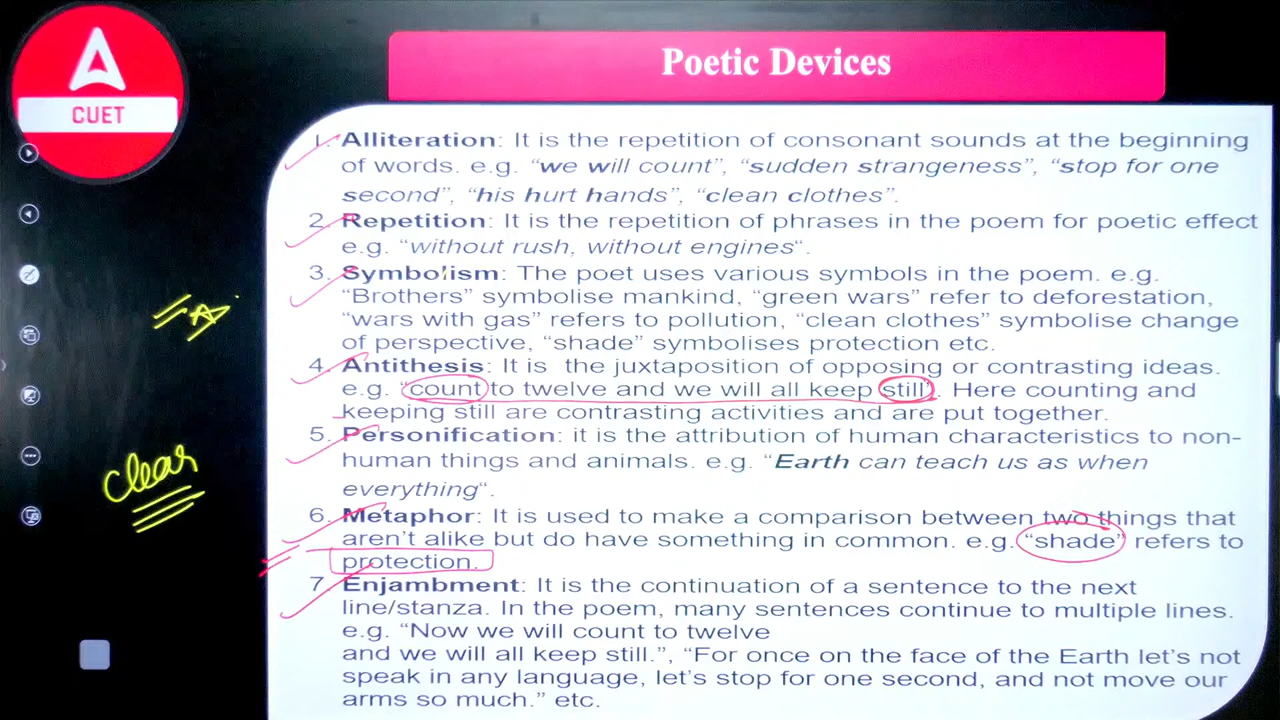 CUET
Poetic Devices
1. Alliteration: It is the repetition of consonant sounds at the beginning
of words. e.g. “we will count”, “sudden strangeness”, “stop for one
second”, “his hurt hands”, “clean clothes”.
2. Repetition: It is the repetition of phrases in the poem for poetic effect
e.g. “without rush, without engines“.
3. Symbolism: The poet uses various symbols in the poem. e.g.
“Brothers” symbolise mankind, “green wars” refer to deforestation,
“wars with gas” refers to pollution, “clean clothes” symbolise change
of perspective, “shade” symbolises protection etc.
4. Antithesis: It is the juxtaposition of opposing or contrasting ideas.
e.g. “count to twelve and we will all keep still”. Here counting and
keeping still are contrasting activities and are put together.
5. Personification: it is the attribution of human characteristics to non-
human things and animals. e.g. “Earth can teach us as when
everything“.
6. Metaphor: It is used to make a comparison between two things that
aren’t alike but do have something in common. e.g. “shade” refers to
protection.
7. Enjambment: It is the continuation of a sentence to the next
line/stanza. In the poem, many sentences continue to multiple lines.
e.g. “Now we will count to twelve
and we will all keep still.”, “For once on the face of the Earth let’s not
speak in any language, let’s stop for one second, and not move our
arms so much.” etc.
clear